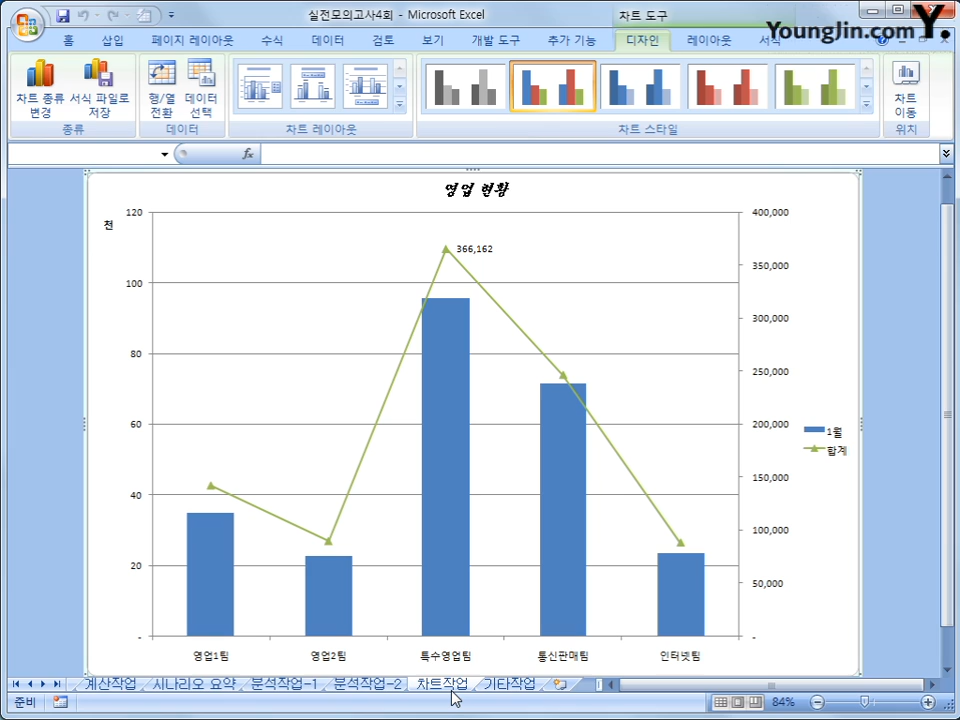 실전모의고사4회 - Microsoft Excel
차트 도구
YoungJin.com Y.
홈 삽입 페이지 레이아웃 수식 데이터 검토 보기 개발 도구 추가 기능 디자인 레이아웃 서식
차트 종류 변경
서식 파일로 저장
행/열 전환
데이터 선택
차트 이동
종류 데이터 차트 레이아웃 차트 스타일 위치
fx
영업 현황
천
120
100
80
60
40
20
-
366,162
400,000
350,000
300,000
250,000
200,000
150,000
100,000
50,000
-
1월
합계
영업1팀 영업2팀 특수영업팀 통신판매팀 인터넷팀
계산작업 시나리오 요약 분석작업-1 분석작업-2 차트작업 기타작업
준비
84%